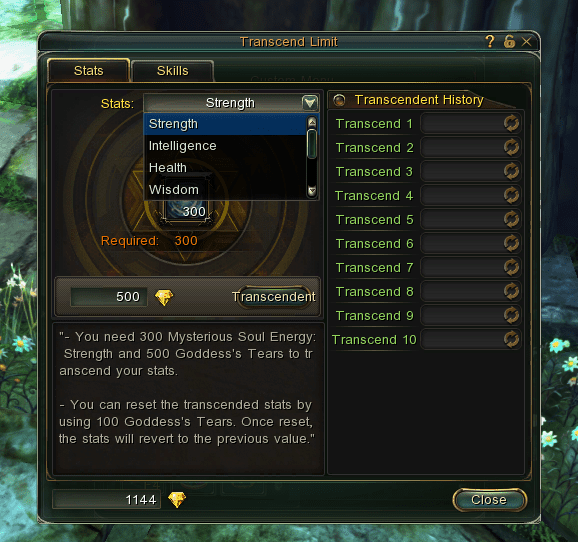 Transcend Limit
?
Stats
Skills
Stats:
Strength
Strength
Intelligence
Health
Wisdom
300
Required: 300
500
Transcendent
"- You need 300 Mysterious Soul Energy:
Strength and 500 Goddess's Tears to tr
anscend your stats.
- You can reset the transcended stats by
using 100 Goddess's Tears. Once reset,
the stats will revert to the previous value."
Transcendent History
Transcend 1
Transcend 2
Transcend 3
Transcend 4
Transcend 5
Transcend 6
Transcend 7
Transcend 8
Transcend 9
Transcend 10
1144
Close